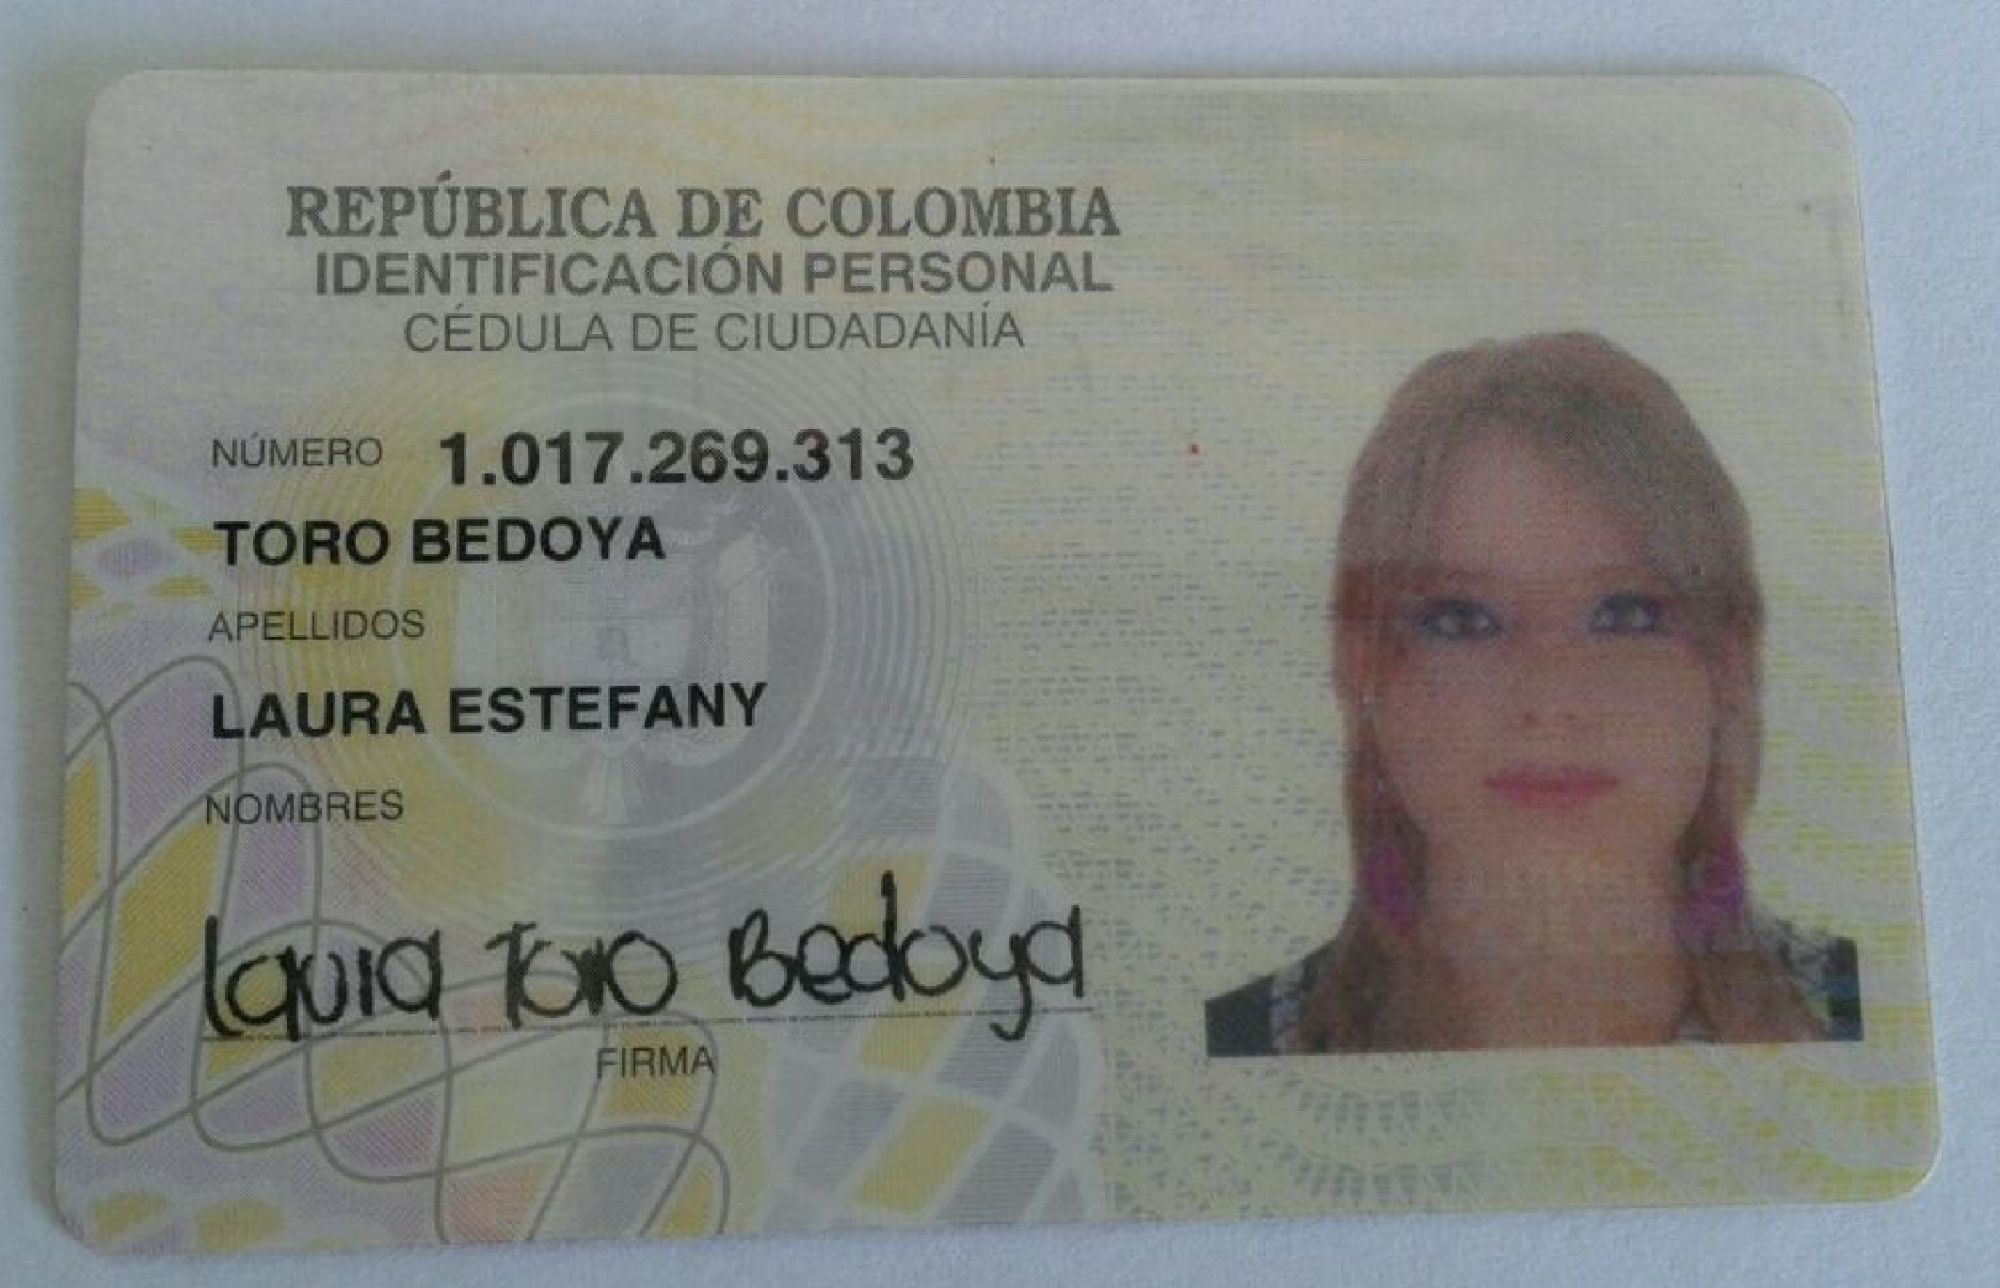 REPÚBLICA DE COLOMBIA
IDENTIFICACIÓN PERSONAL
CÉDULA DE CIUDADANÍA
NÚMERO 1.017.269.313
TORO BEDOYA
APELLIDOS
LAURA ESTEFANY
NOMBRES
Laura Toro Bedoya
FIRMA